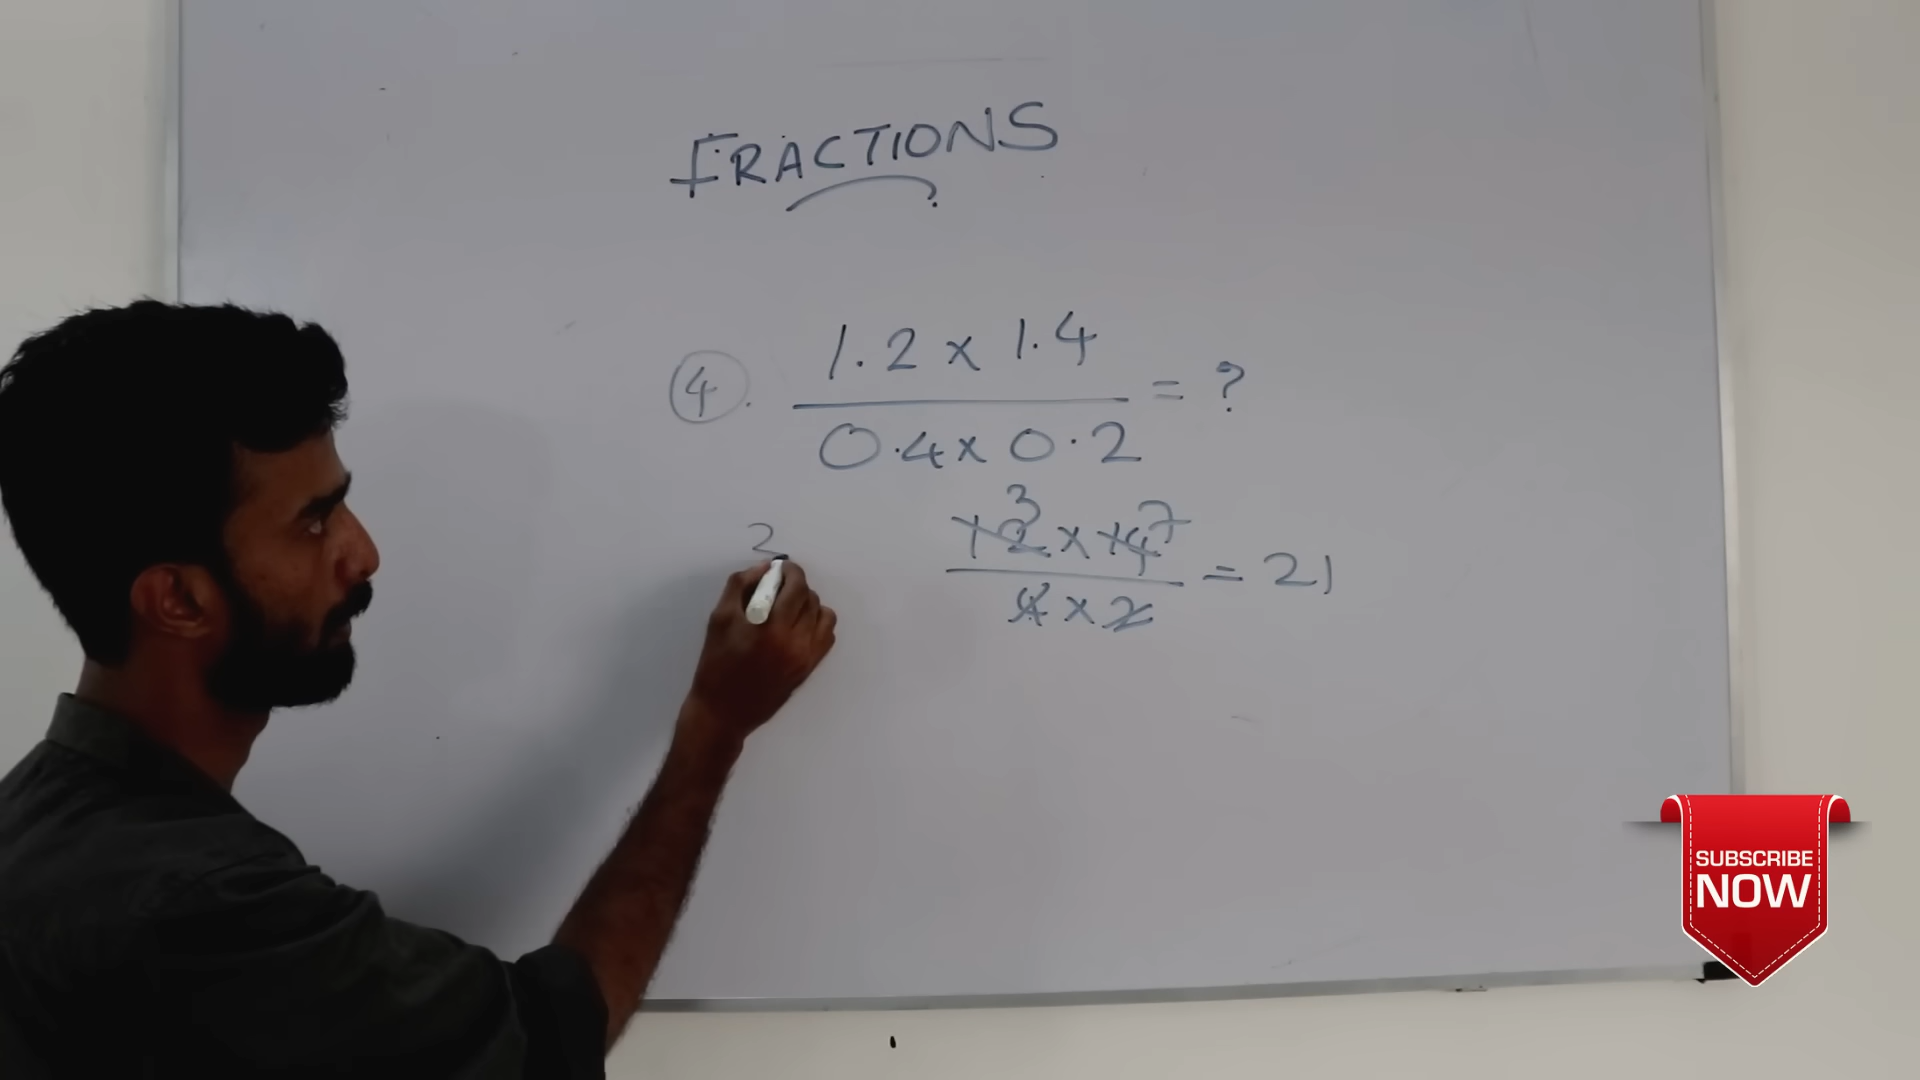 FRACTIONS
4. 1.2 x 1.4 = ?
0.4 x 0.2
3 7
12 x 14 = 21
4 x 2
2
SUBSCRIBE
NOW